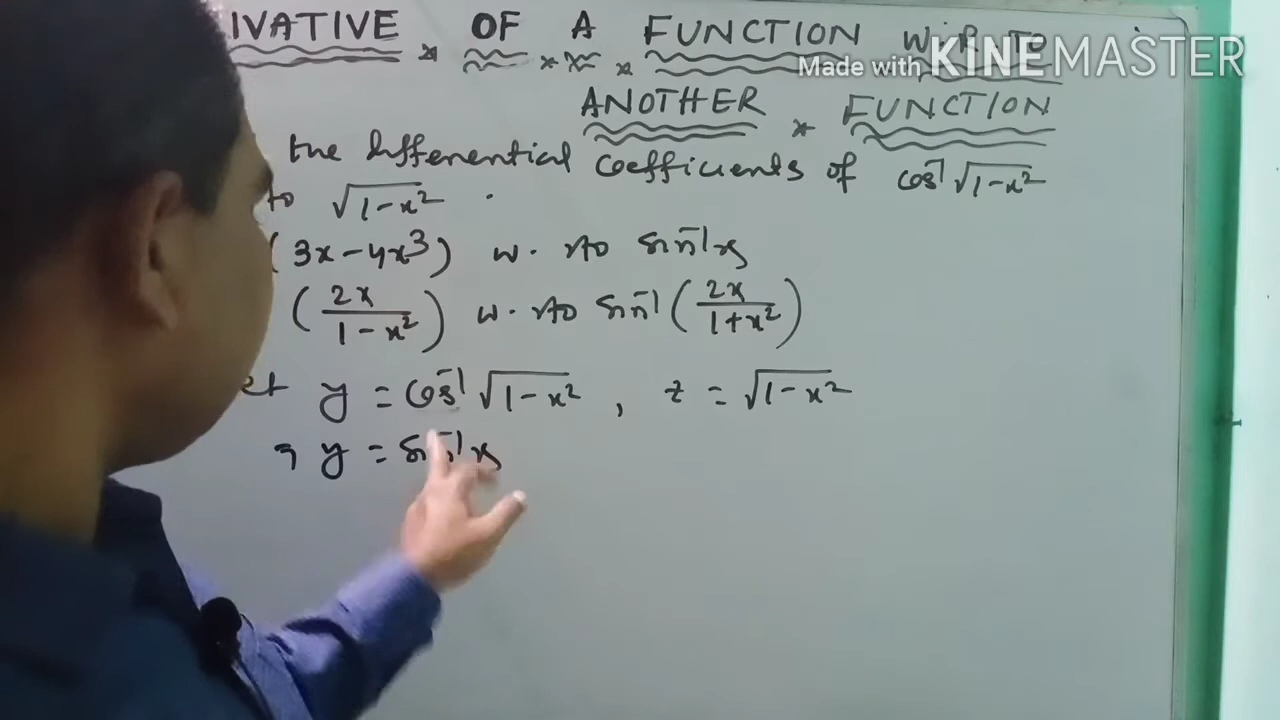 IVATIVE OF A FUNCTION W.R TO
Made with KINEMASTER
ANOTHER FUNCTION
the differential coefficients of cos⁻¹ √1-x²
to √1-x² .
(3x-4x³) w. r to sin⁻¹x
(2x/1-x²) w. r to sin⁻¹(2x/1+x²)
et y = cos⁻¹ √1-x² , z = √1-x²
y = sin⁻¹x